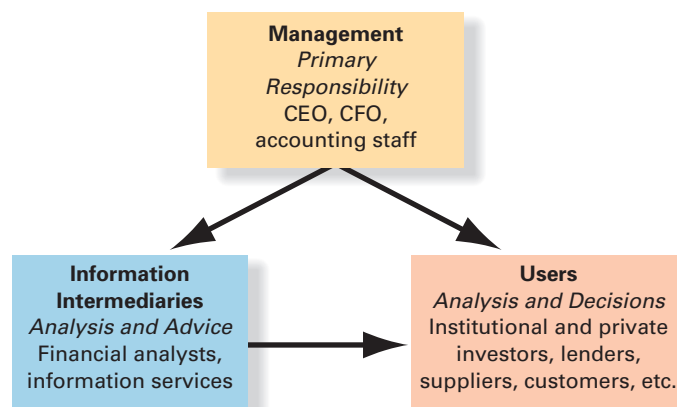 Management
Primary
Responsibility
CEO, CFO,
accounting staff
Information
Intermediaries
Analysis and Advice
Financial analysts,
information services
Users
Analysis and Decisions
Institutional and private
investors, lenders,
suppliers, customers, etc.